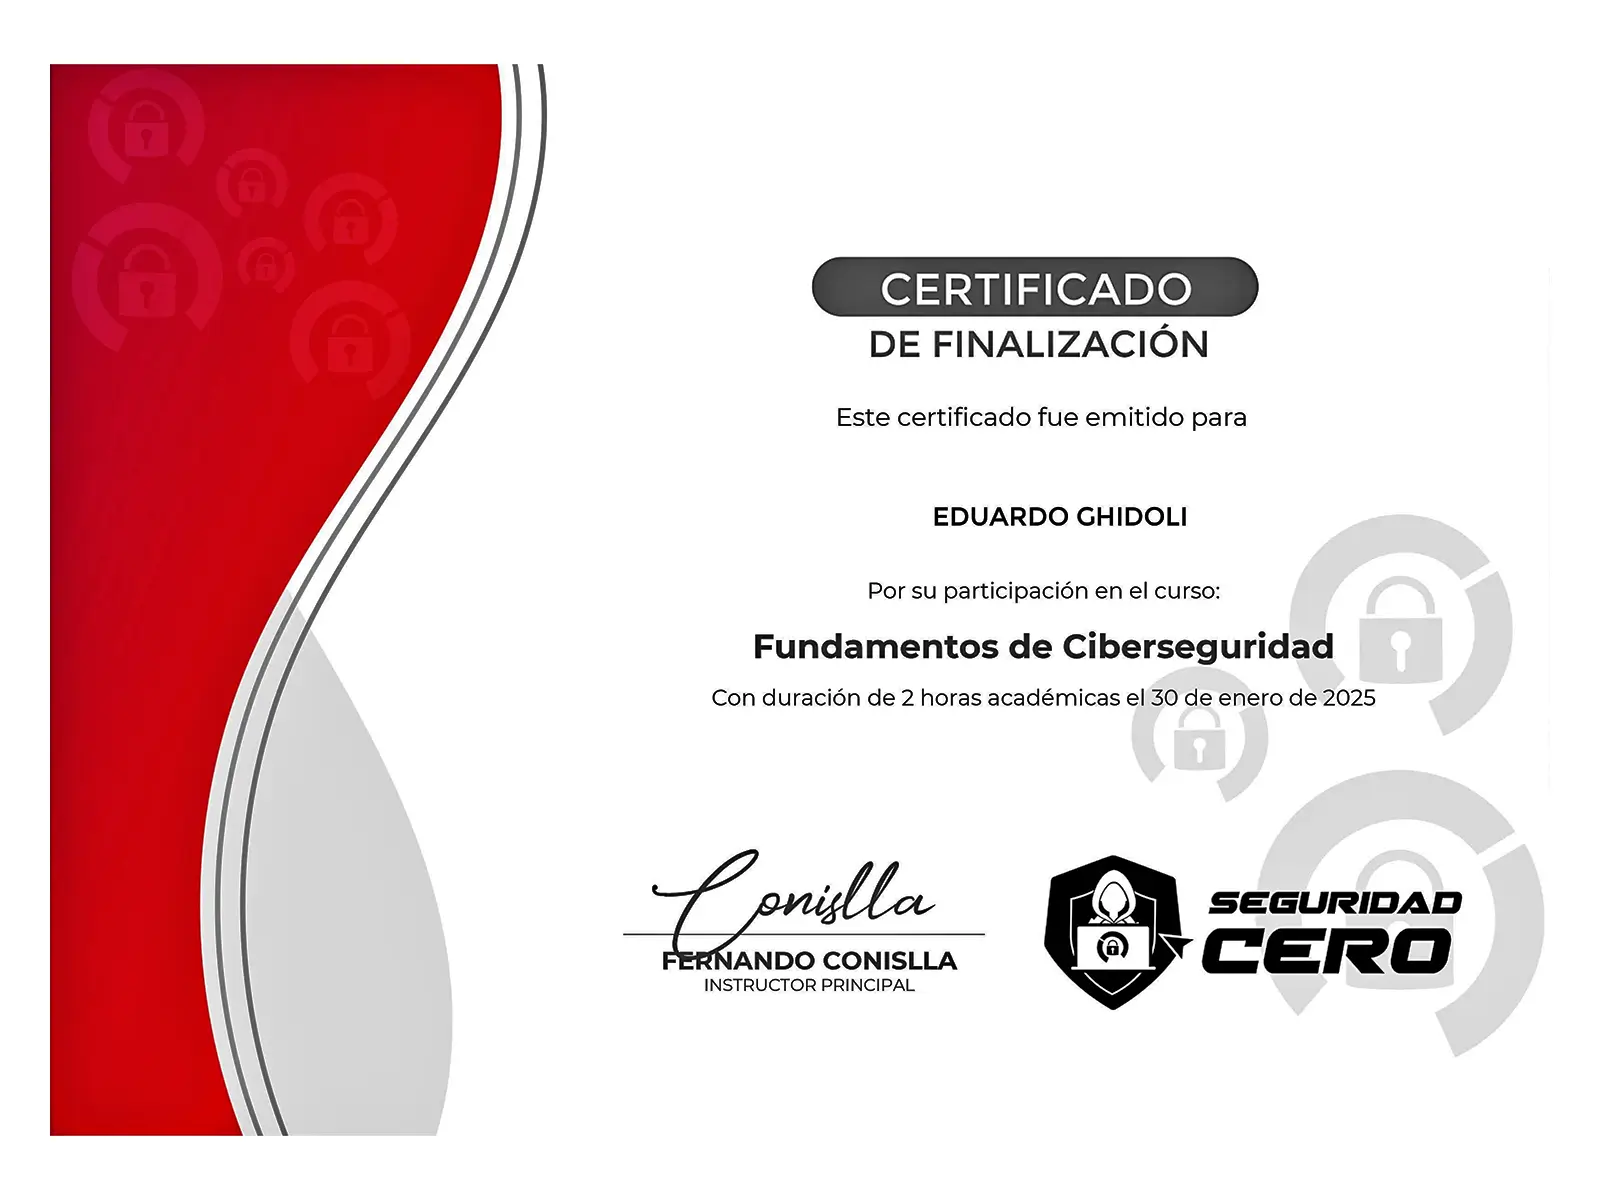 CERTIFICADO
DE FINALIZACIÓN
Este certificado fue emitido para
EDUARDO GHIDOLI
Por su participación en el curso:
Fundamentos de Ciberseguridad
Con duración de 2 horas académicas el 30 de enero de 2025
Conislla
FERNANDO CONISLLA
INSTRUCTOR PRINCIPAL
SEGURIDAD
CERO